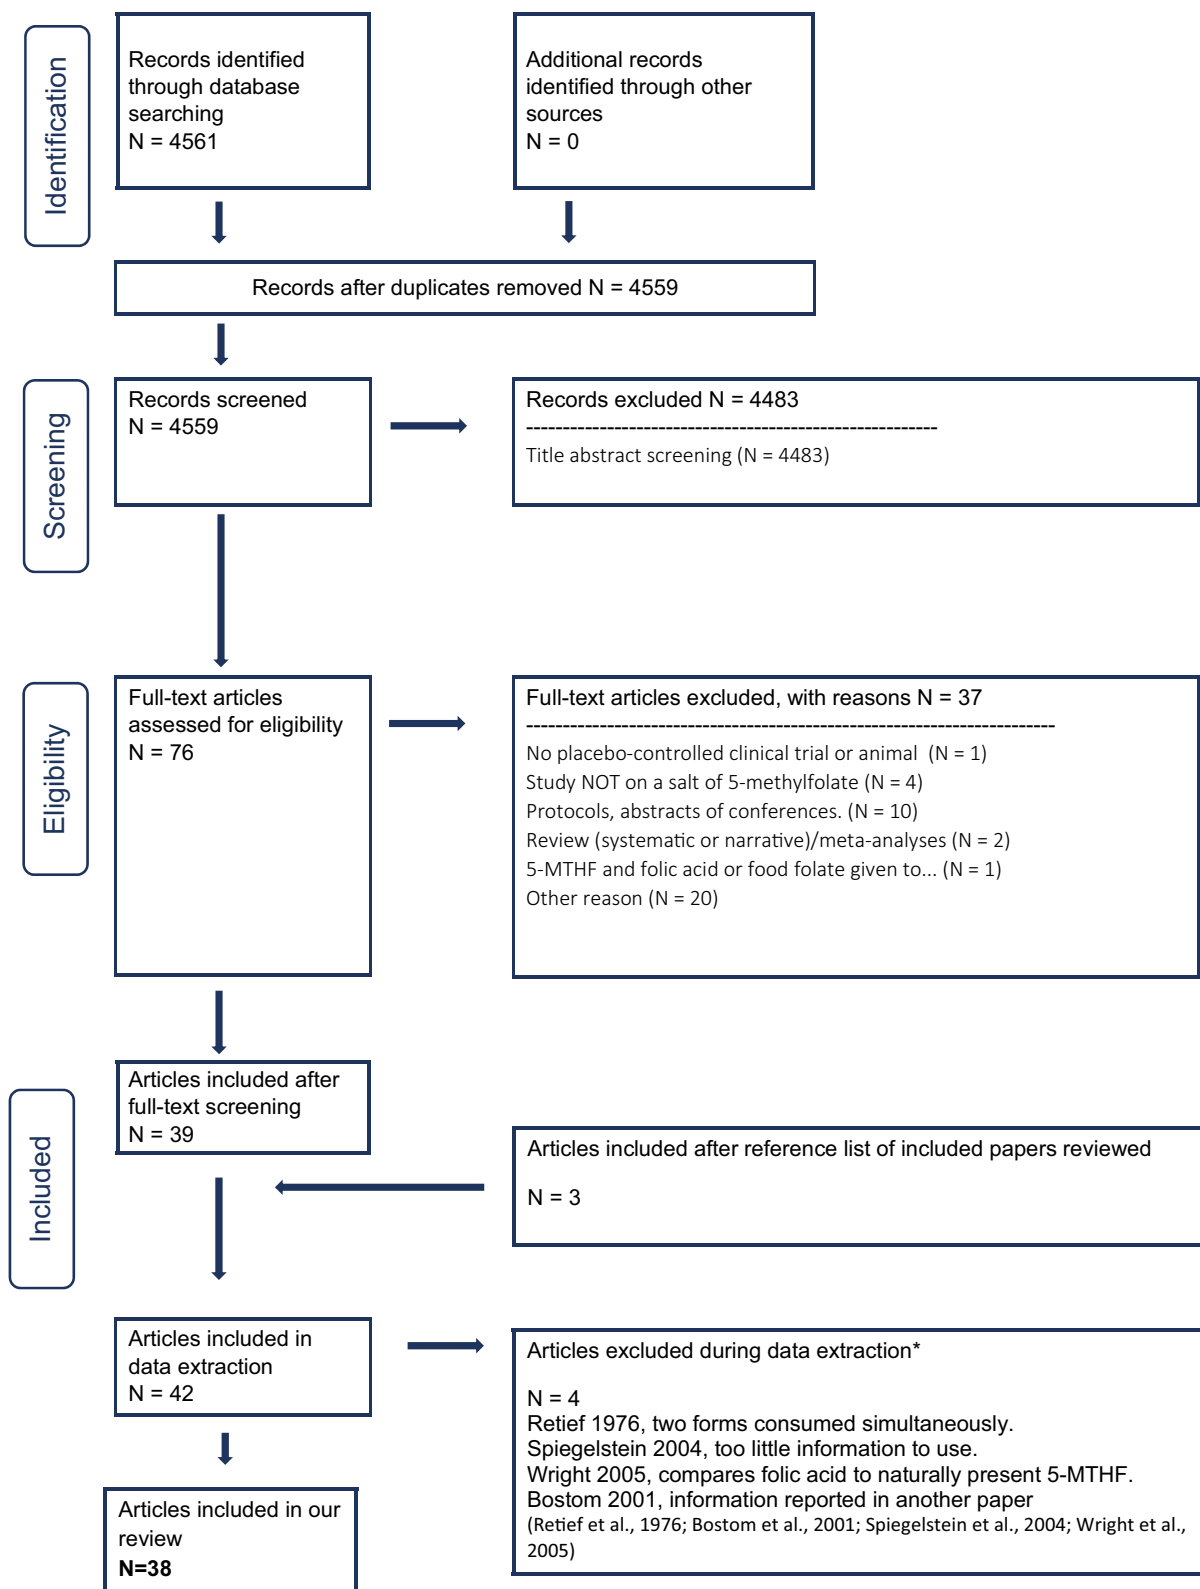 Identification
Records identified
through database
searching
N = 4561
Additional records
identified through other
sources
N = 0
Records after duplicates removed N = 4559
Screening
Records screened
N = 4559
Records excluded N = 4483
--------------------------------------------------------
Title abstract screening (N = 4483)
Eligibility
Full-text articles
assessed for eligibility
N = 76
Full-text articles excluded, with reasons N = 37
------------------------------------------------------------------------
No placebo-controlled clinical trial or animal (N = 1)
Study NOT on a salt of 5-methylfolate (N = 4)
Protocols, abstracts of conferences. (N = 10)
Review (systematic or narrative)/meta-analyses (N = 2)
5-MTHF and folic acid or food folate given to... (N = 1)
Other reason (N = 20)
Included
Articles included after
full-text screening
N = 39
Articles included after reference list of included papers reviewed
N = 3
Articles included in
data extraction
N = 42
Articles excluded during data extraction*
N = 4
Retief 1976, two forms consumed simultaneously.
Spiegelstein 2004, too little information to use.
Wright 2005, compares folic acid to naturally present 5-MTHF.
Bostom 2001, information reported in another paper
(Retief et al., 1976; Bostom et al., 2001; Spiegelstein et al., 2004; Wright et al.,
2005)
Articles included in our
review
N=38